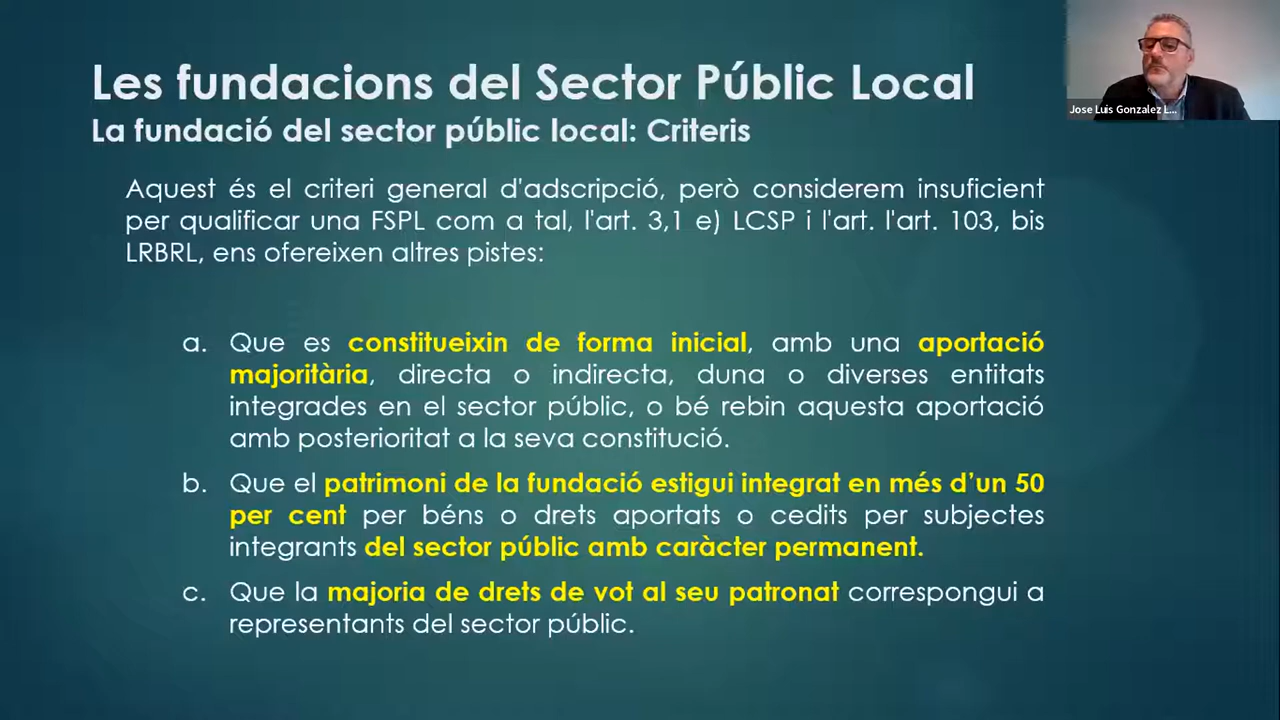 Les fundacions del Sector Públic Local
La fundació del sector públic local: Criteris
Aquest és el criteri general d'adscripció, però considerem insuficient
per qualificar una FSPL com a tal, l'art. 3,1 e) LCSP i l'art. l'art. 103, bis
LRBRL, ens ofereixen altres pistes:
a. Que es constitueixin de forma inicial, amb una aportació
majoritària, directa o indirecta, duna o diverses entitats
integrades en el sector públic, o bé rebin aquesta aportació
amb posterioritat a la seva constitució.
b. Que el patrimoni de la fundació estigui integrat en més d’un 50
per cent per béns o drets aportats o cedits per subjectes
integrants del sector públic amb caràcter permanent.
c. Que la majoria de drets de vot al seu patronat correspongui a
representants del sector públic.
Jose Luis Gonzalez L...